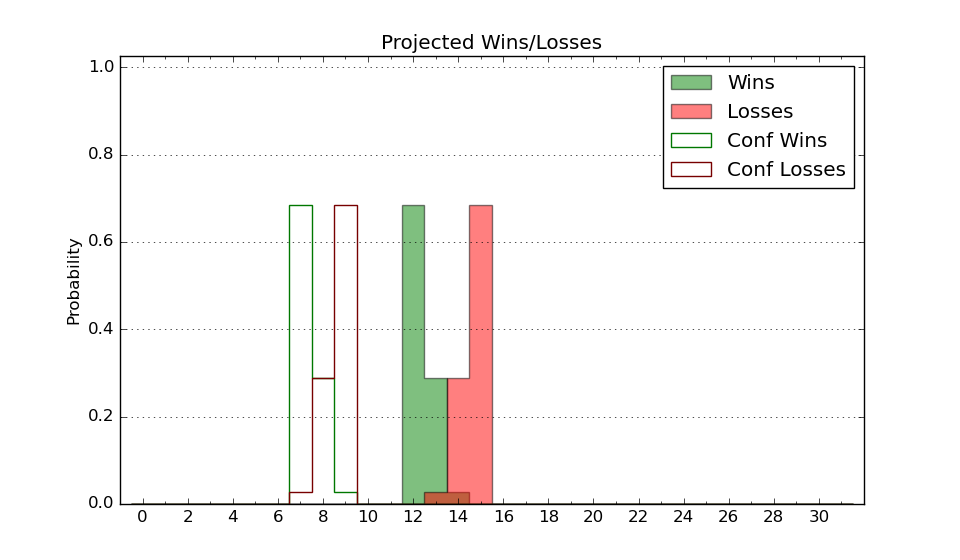 Projected Wins/Losses
Wins
Losses
Conf Wins
Conf Losses
Probability
1.0
0.8
0.6
0.4
0.2
0.0
0 2 4 6 8 10 12 14 16 18 20 22 24 26 28 30